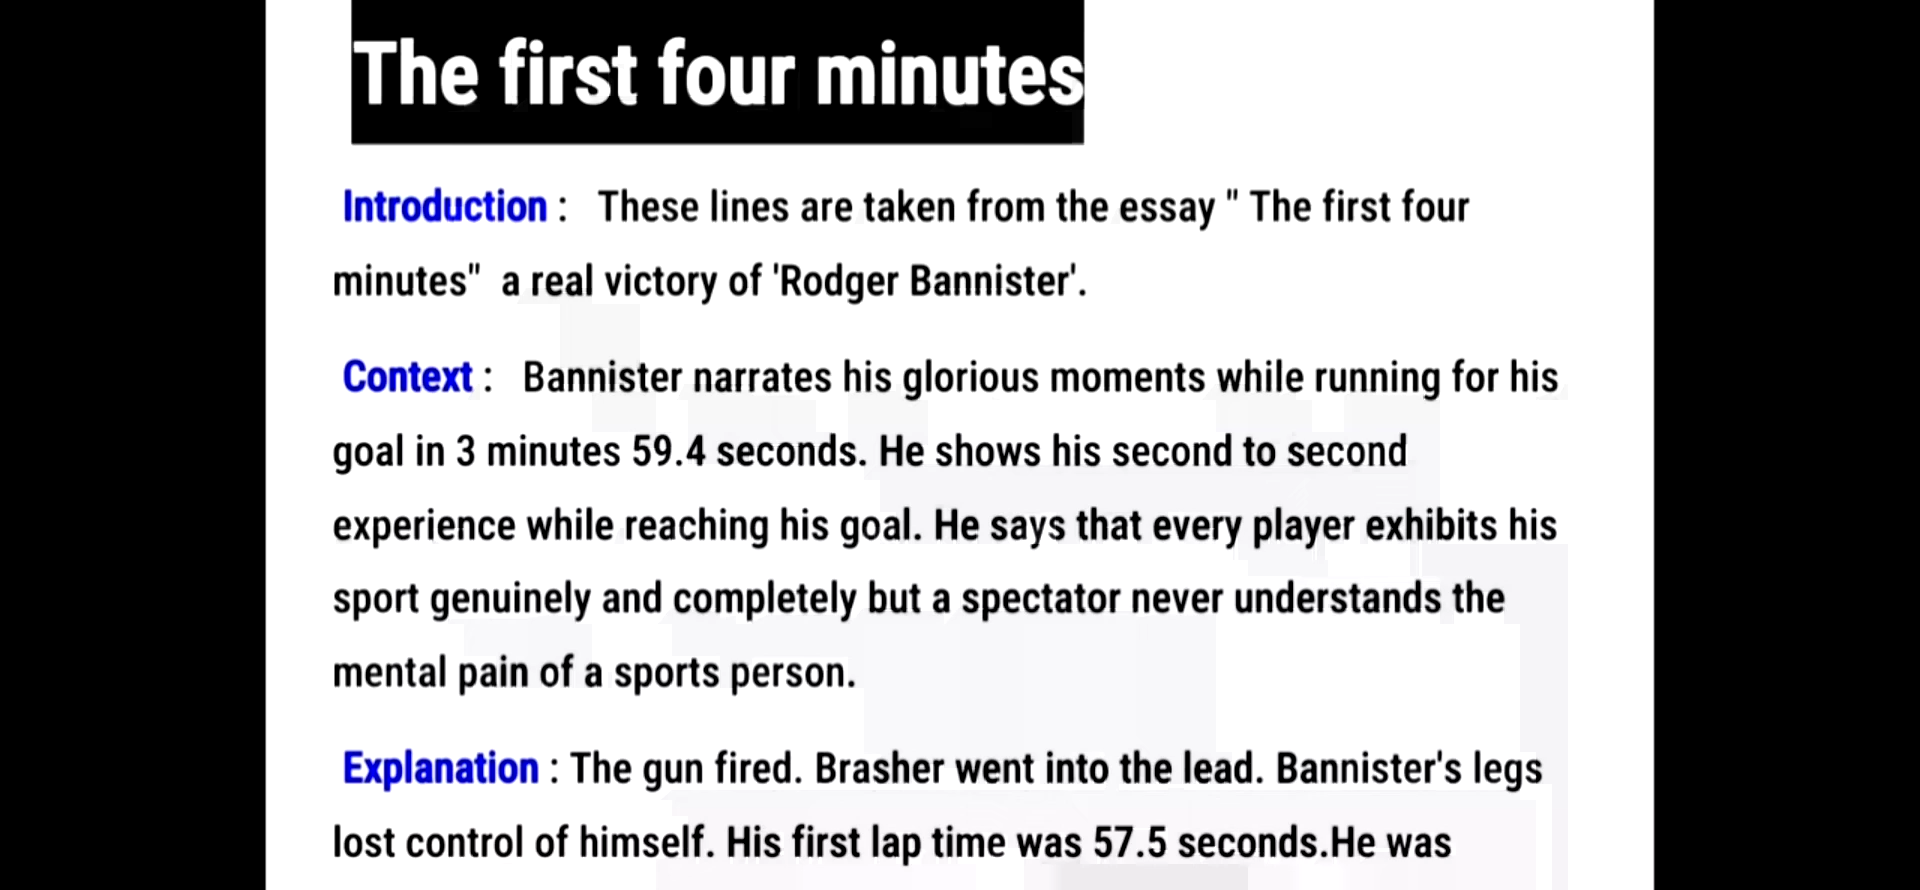 The first four minutes
Introduction :   These lines are taken from the essay " The first four
minutes"  a real victory of 'Rodger Bannister'.
Context :   Bannister narrates his glorious moments while running for his
goal in 3 minutes 59.4 seconds. He shows his second to second
experience while reaching his goal. He says that every player exhibits his
sport genuinely and completely but a spectator never understands the
mental pain of a sports person.
Explanation : The gun fired. Brasher went into the lead. Bannister's legs
lost control of himself. His first lap time was 57.5 seconds.He was